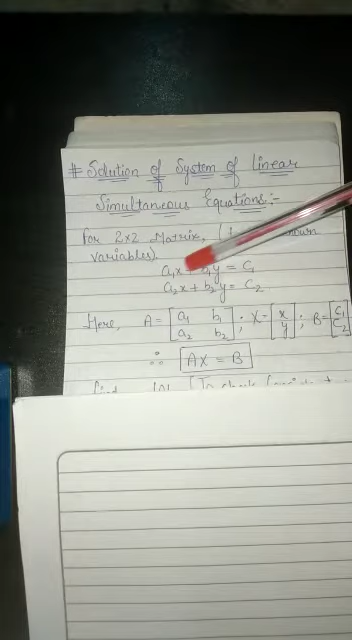 # Solution of System of Linear
Simultaneous Equations:-
For 2x2 Matrix, (
variables).
a₁x + b₁y = C₁
a₂x + b₂y = C₂
Here, A = [a₁ b₁; X = [x; B = [C₁
a₂ b₂] y] C₂]
∴ [AX = B]